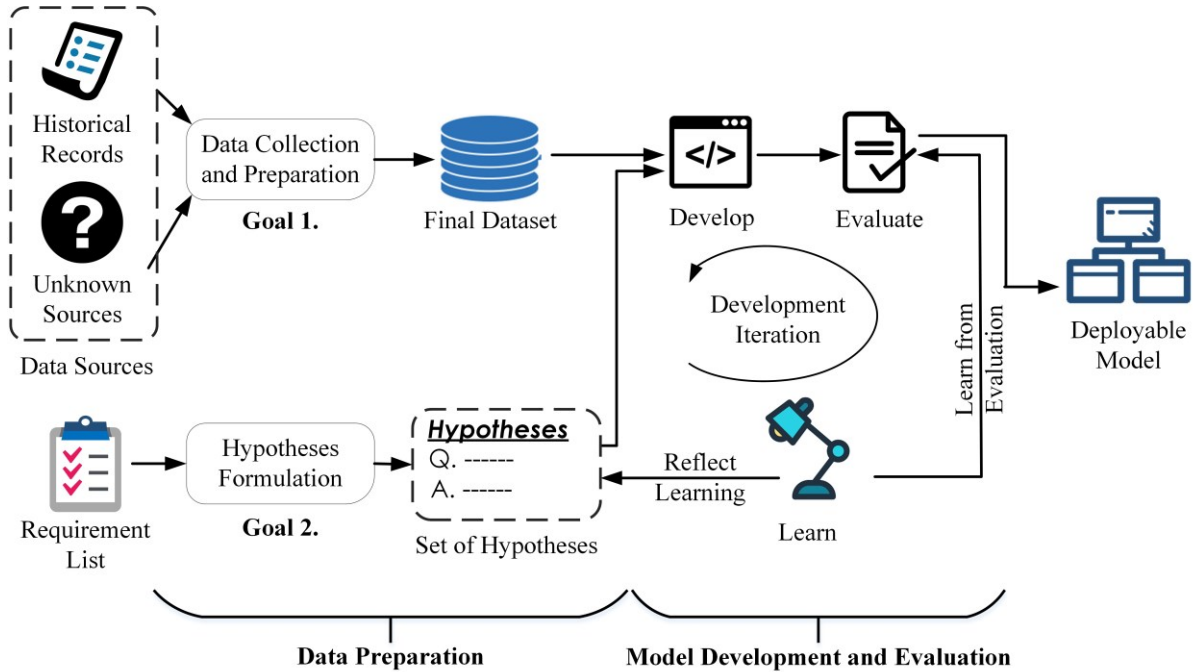 Historical
Records
Unknown
Sources
Data Sources
Data Collection
and Preparation
Goal 1.
Final Dataset
</>
Develop
Evaluate
Development
Iteration
Learn from
Evaluation
Deployable
Model
Requirement
List
Hypotheses
Formulation
Goal 2.
Hypotheses
Q. ------
A. ------
Set of Hypotheses
Reflect
Learning
Learn
Data Preparation
Model Development and Evaluation